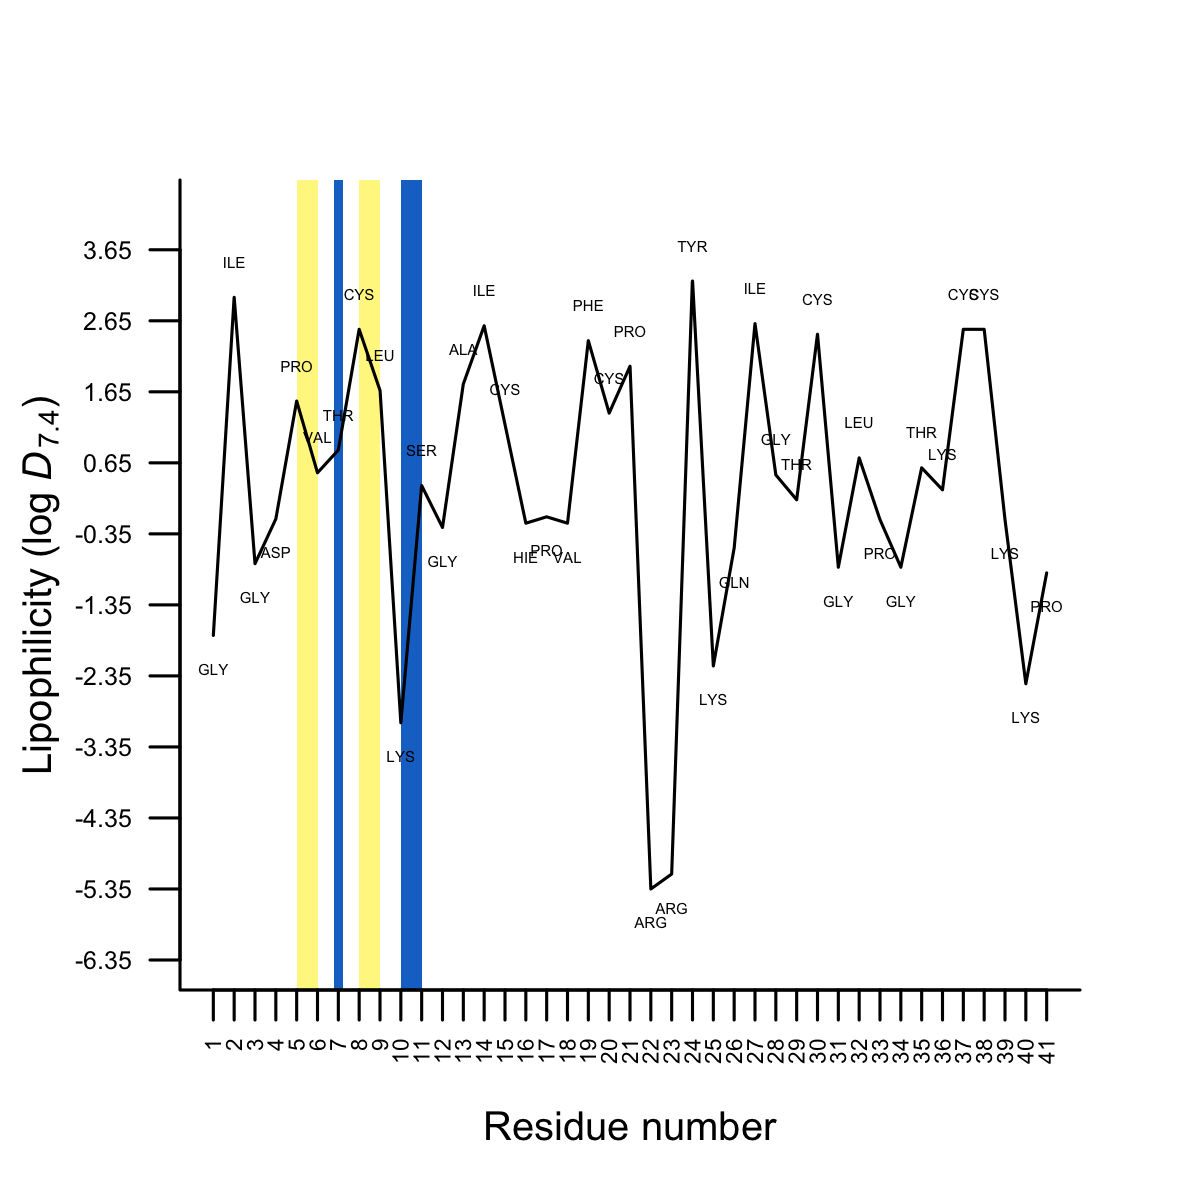 3.65
2.65
1.65
0.65
-0.35
-1.35
-2.35
-3.35
-4.35
-5.35
-6.35
Lipophilicity (log D7.4)
GLY
ILE
GLY
ASP
PRO
VAL
THR
CYS
LEU
LYS
SER
GLY
ALA
ILE
CYS
HIE
PRO
VAL
PHE
CYS
PRO
ARG
ARG
TYR
LYS
GLN
ILE
GLY
THR
CYS
GLY
LEU
PRO
GLY
THR
LYS
CYS
CYS
LYS
LYS
PRO
1 2 3 4 5 6 7 8 9 10 11 12 13 14 15 16 17 18 19 20 21 22 23 24 25 26 27 28 29 30 31 32 33 34 35 36 37 38 39 40 41
Residue number